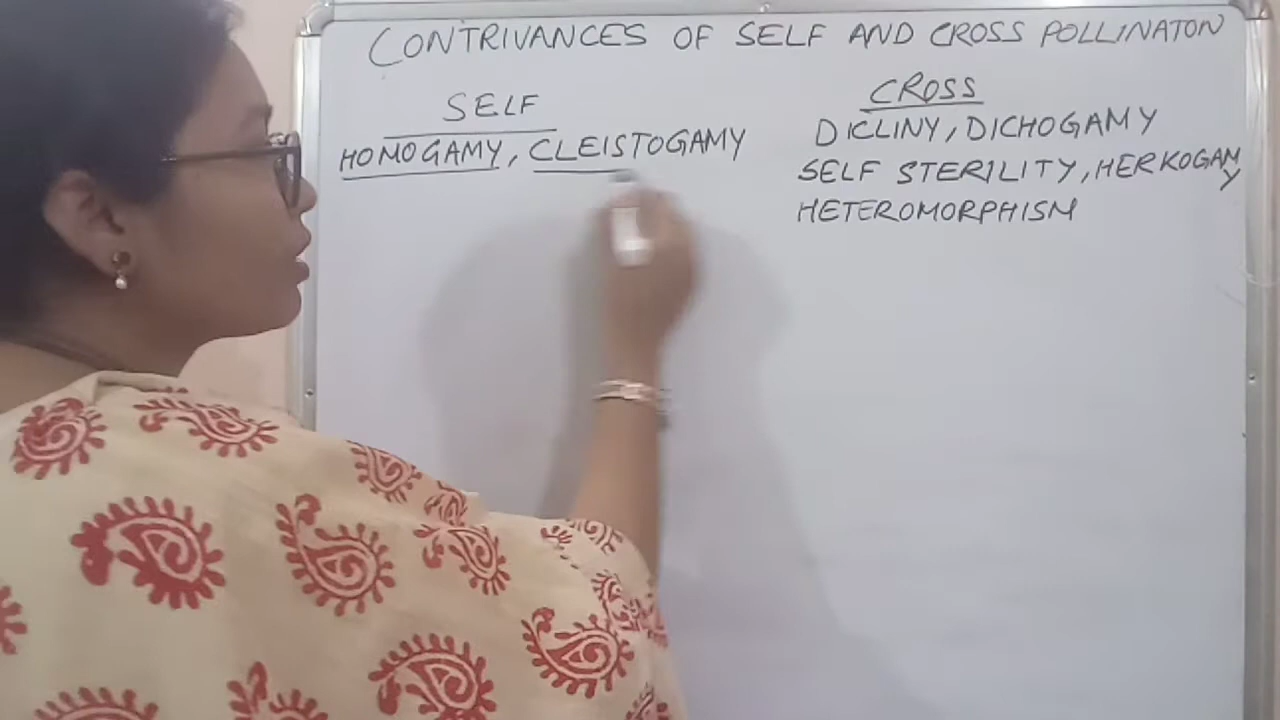 CONTRIVANCES OF SELF AND CROSS POLLINATON
SELF
HOMOGAMY, CLEISTOGAMY
CROSS
DICLINY, DICHOGAMY
SELF STERILITY, HERKOGAMY
HETEROMORPHISM